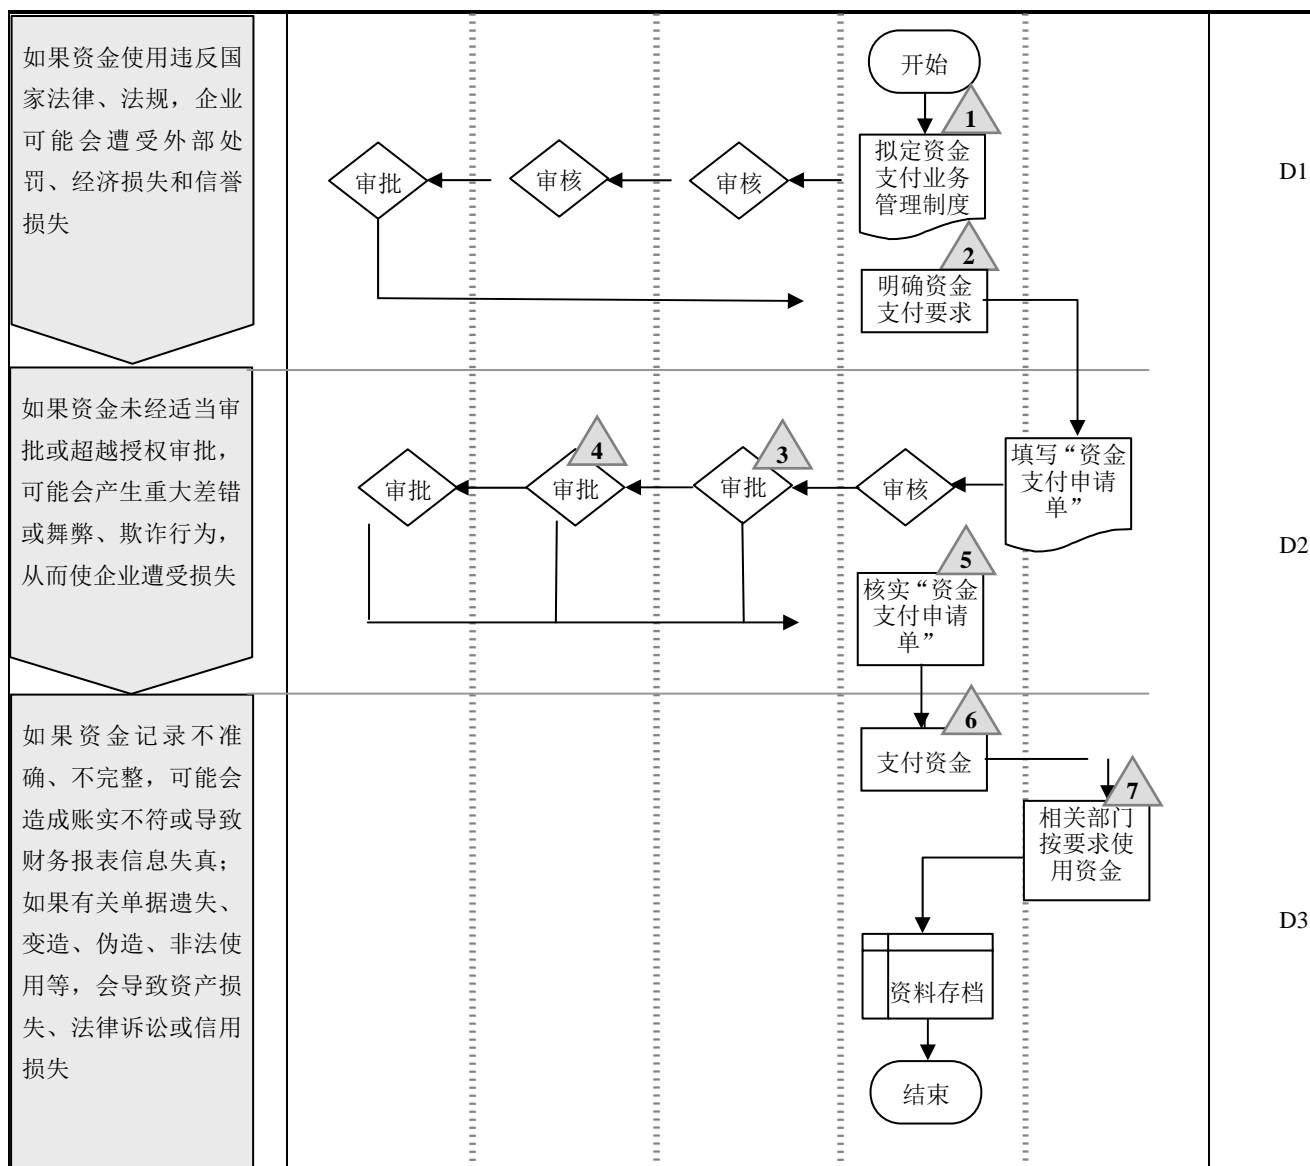 如果资金使用违反国
家法律、法规，企业
可能会遭受外部处
罚、经济损失和信誉
损失
开始
1
拟定资金
支付业务
管理制度
审核
审核
审批
2
明确资金
支付要求
D1
如果资金未经适当审
批或超越授权审批，
可能会产生重大差错
或舞弊、欺诈行为，
从而使企业遭受损失
填写“资金
支付申请
单”
审核
3
审批
4
审批
审批
5
核实“资金
支付申请
单”
D2
如果资金记录不准
确、不完整，可能会
造成账实不符或导致
财务报表信息失真；
如果有关单据遗失、
变造、伪造、非法使
用等，会导致资产损
失、法律诉讼或信用
损失
6
支付资金
7
相关部门
按要求使
用资金
资料存档
结束
D3